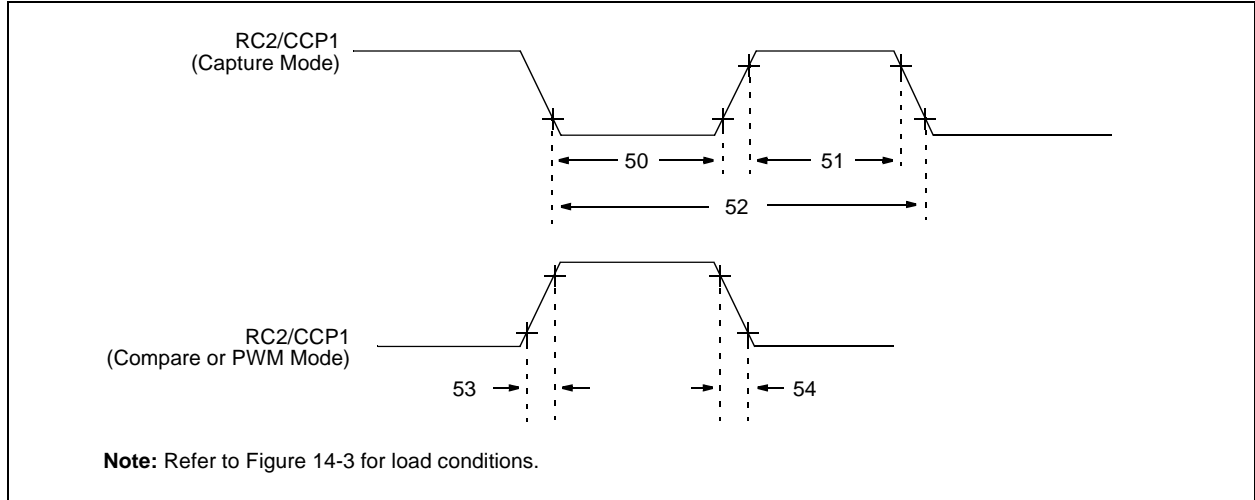 RC2/CCP1
(Capture Mode)
50
51
52
RC2/CCP1
(Compare or PWM Mode)
53
54
Note: Refer to Figure 14-3 for load conditions.